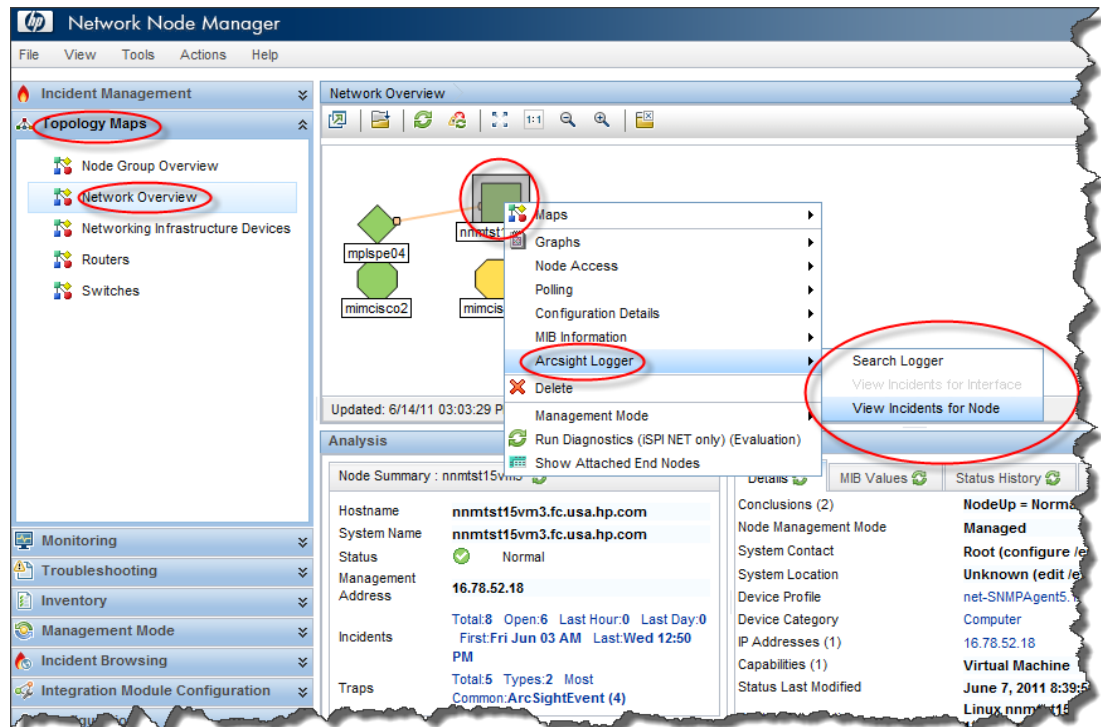 hp Network Node Manager
File View Tools Actions Help
Incident Management
Topology Maps
Node Group Overview
Network Overview
Networking Infrastructure Devices
Routers
Switches
Monitoring
Troubleshooting
Inventory
Management Mode
Incident Browsing
Integration Module Configuration
Network Overview
1:1
mplspe04
nnmtst1
mimcisco2
mimcis
Maps
Graphs
Node Access
Polling
Configuration Details
MIB Information
Arcsight Logger
Delete
Management Mode
Run Diagnostics (iSPI NET only) (Evaluation)
Show Attached End Nodes
Search Logger
View Incidents for Interface
View Incidents for Node
Updated: 6/14/11 03:03:29 P
Analysis
Node Summary : nnmtst15vm3
Hostname nnmtst15vm3.fc.usa.hp.com
System Name nnmtst15vm3.fc.usa.hp.com
Status Normal
Management Address 16.78.52.18
Incidents Total:8 Open:6 Last Hour:0 Last Day:0
First:Fri Jun 03 AM Last:Wed 12:50
PM
Traps Total:5 Types:2 Most
Common:ArcSightEvent (4)
Details MIB Values Status History
Conclusions (2) NodeUp = Norma
Node Management Mode Managed
System Contact Root (configure /e
System Location Unknown (edit /e
Device Profile net-SNMPAgent5.
Device Category Computer
IP Addresses (1) 16.78.52.18
Capabilities (1) Virtual Machine
Status Last Modified June 7, 2011 8:39:5
Linux